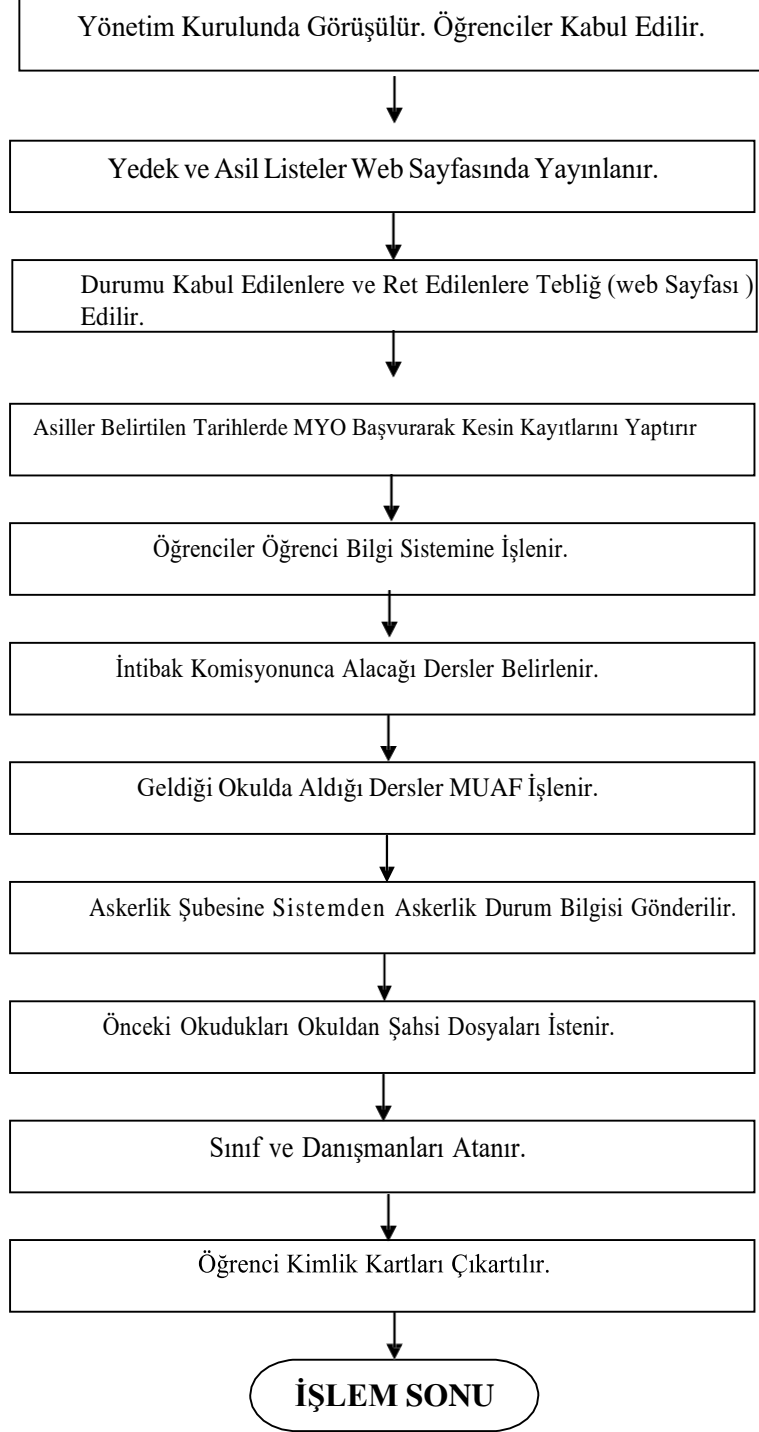 Yönetim Kurulunda Görüşülür. Öğrenciler Kabul Edilir.
Yedek ve Asil Listeler Web Sayfasında Yayınlanır.
Durumu Kabul Edilenlere ve Ret Edilenlere Tebliğ (web Sayfası )
Edilir.
Asiller Belirtilen Tarihlerde MYO Başvurarak Kesin Kayıtlarını Yaptırır
Öğrenciler Öğrenci Bilgi Sistemine İşlenir.
İntibak Komisyonunca Alacağı Dersler Belirlenir.
Geldiği Okulda Aldığı Dersler MUAF İşlenir.
Askerlik Şubesine Sistemden Askerlik Durum Bilgisi Gönderilir.
Önceki Okudukları Okuldan Şahsi Dosyaları İstenir.
Sınıf ve Danışmanları Atanır.
Öğrenci Kimlik Kartları Çıkartılır.
İŞLEM SONU